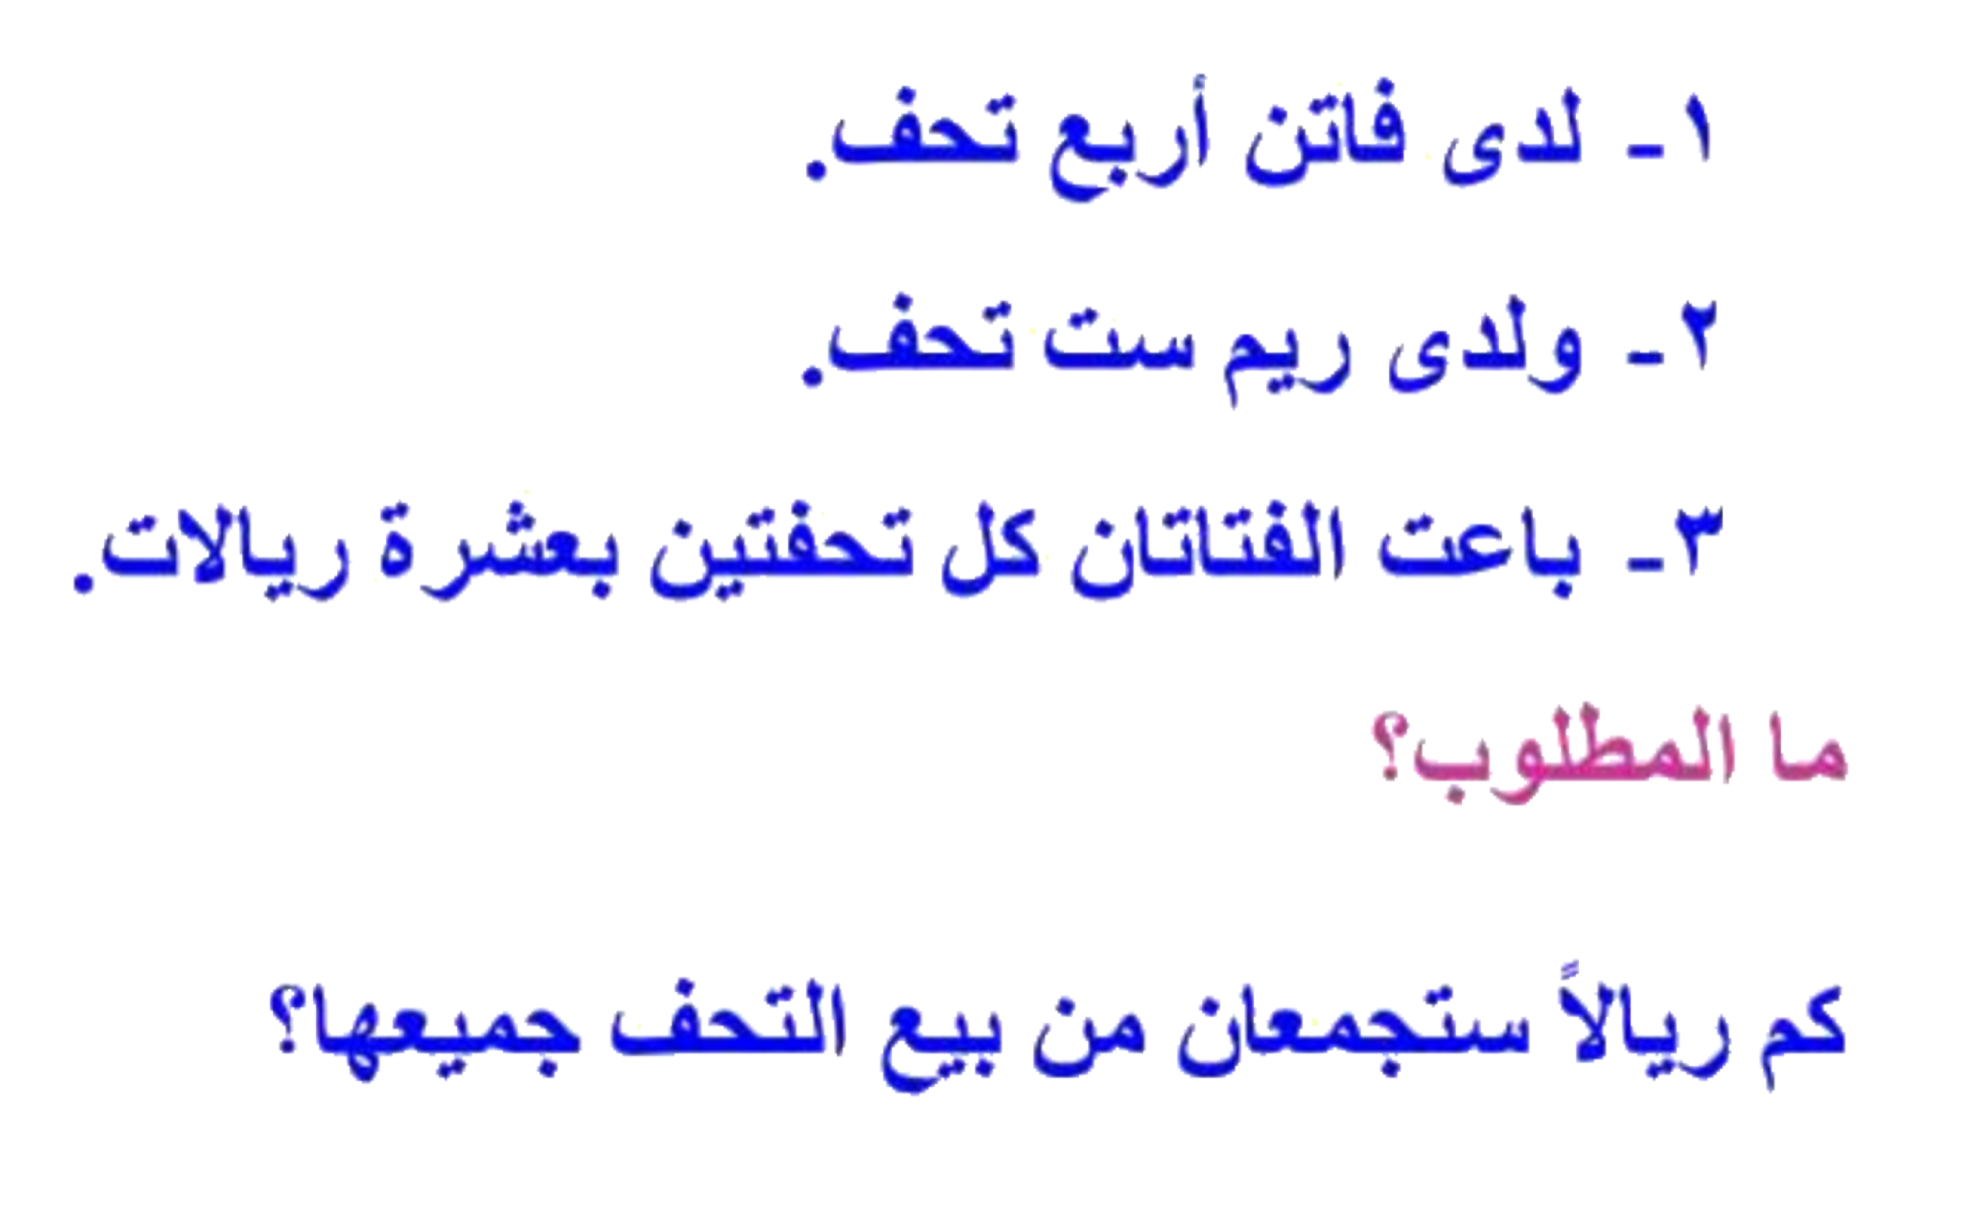 ١- لدى فاتن أربع تحف.
٢- ولدى ريم ست تحف.
٣- باعت الفتاتان كل تحفتين بعشرة ريالات.
ما المطلوب؟
كم ريالاً ستجمعان من بيع التحف جميعها؟